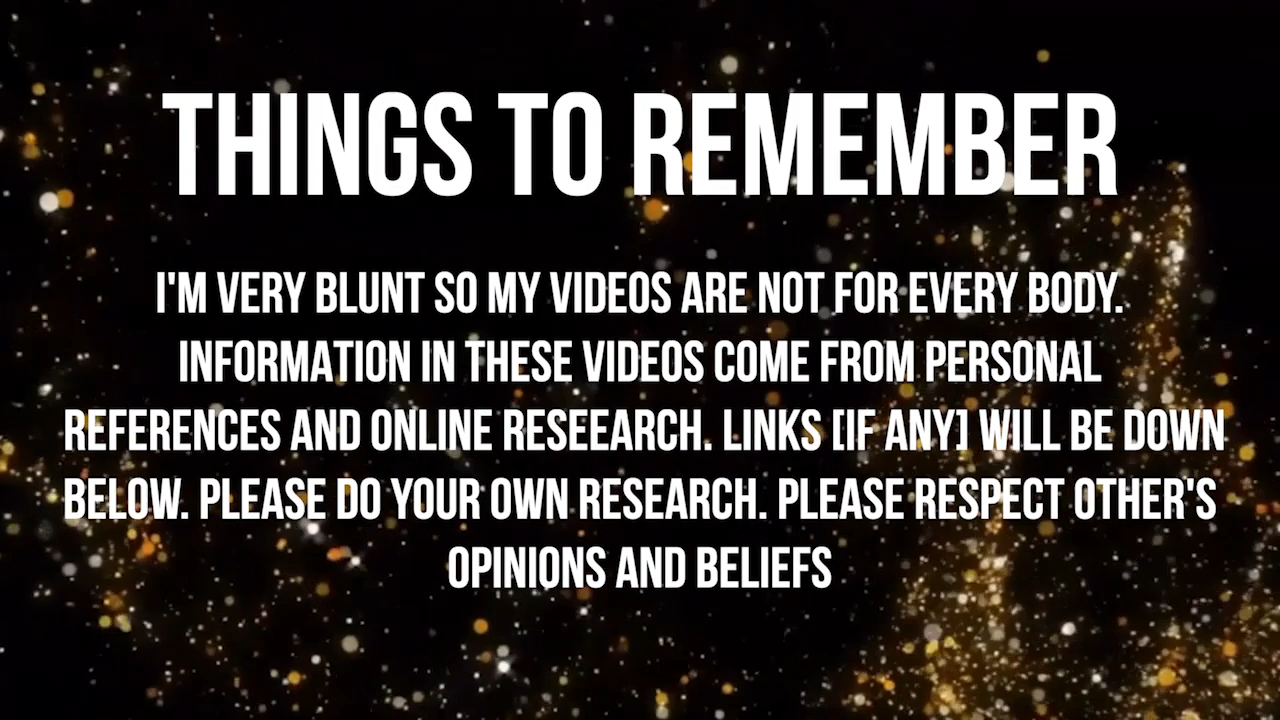 THINGS TO REMEMBER
I'M VERY BLUNT SO MY VIDEOS ARE NOT FOR EVERY BODY.
INFORMATION IN THESE VIDEOS COME FROM PERSONAL
REFERENCES AND ONLINE RESEEARCH. LINKS [IF ANY] WILL BE DOWN
BELOW. PLEASE DO YOUR OWN RESEARCH. PLEASE RESPECT OTHER'S
OPINIONS AND BELIEFS